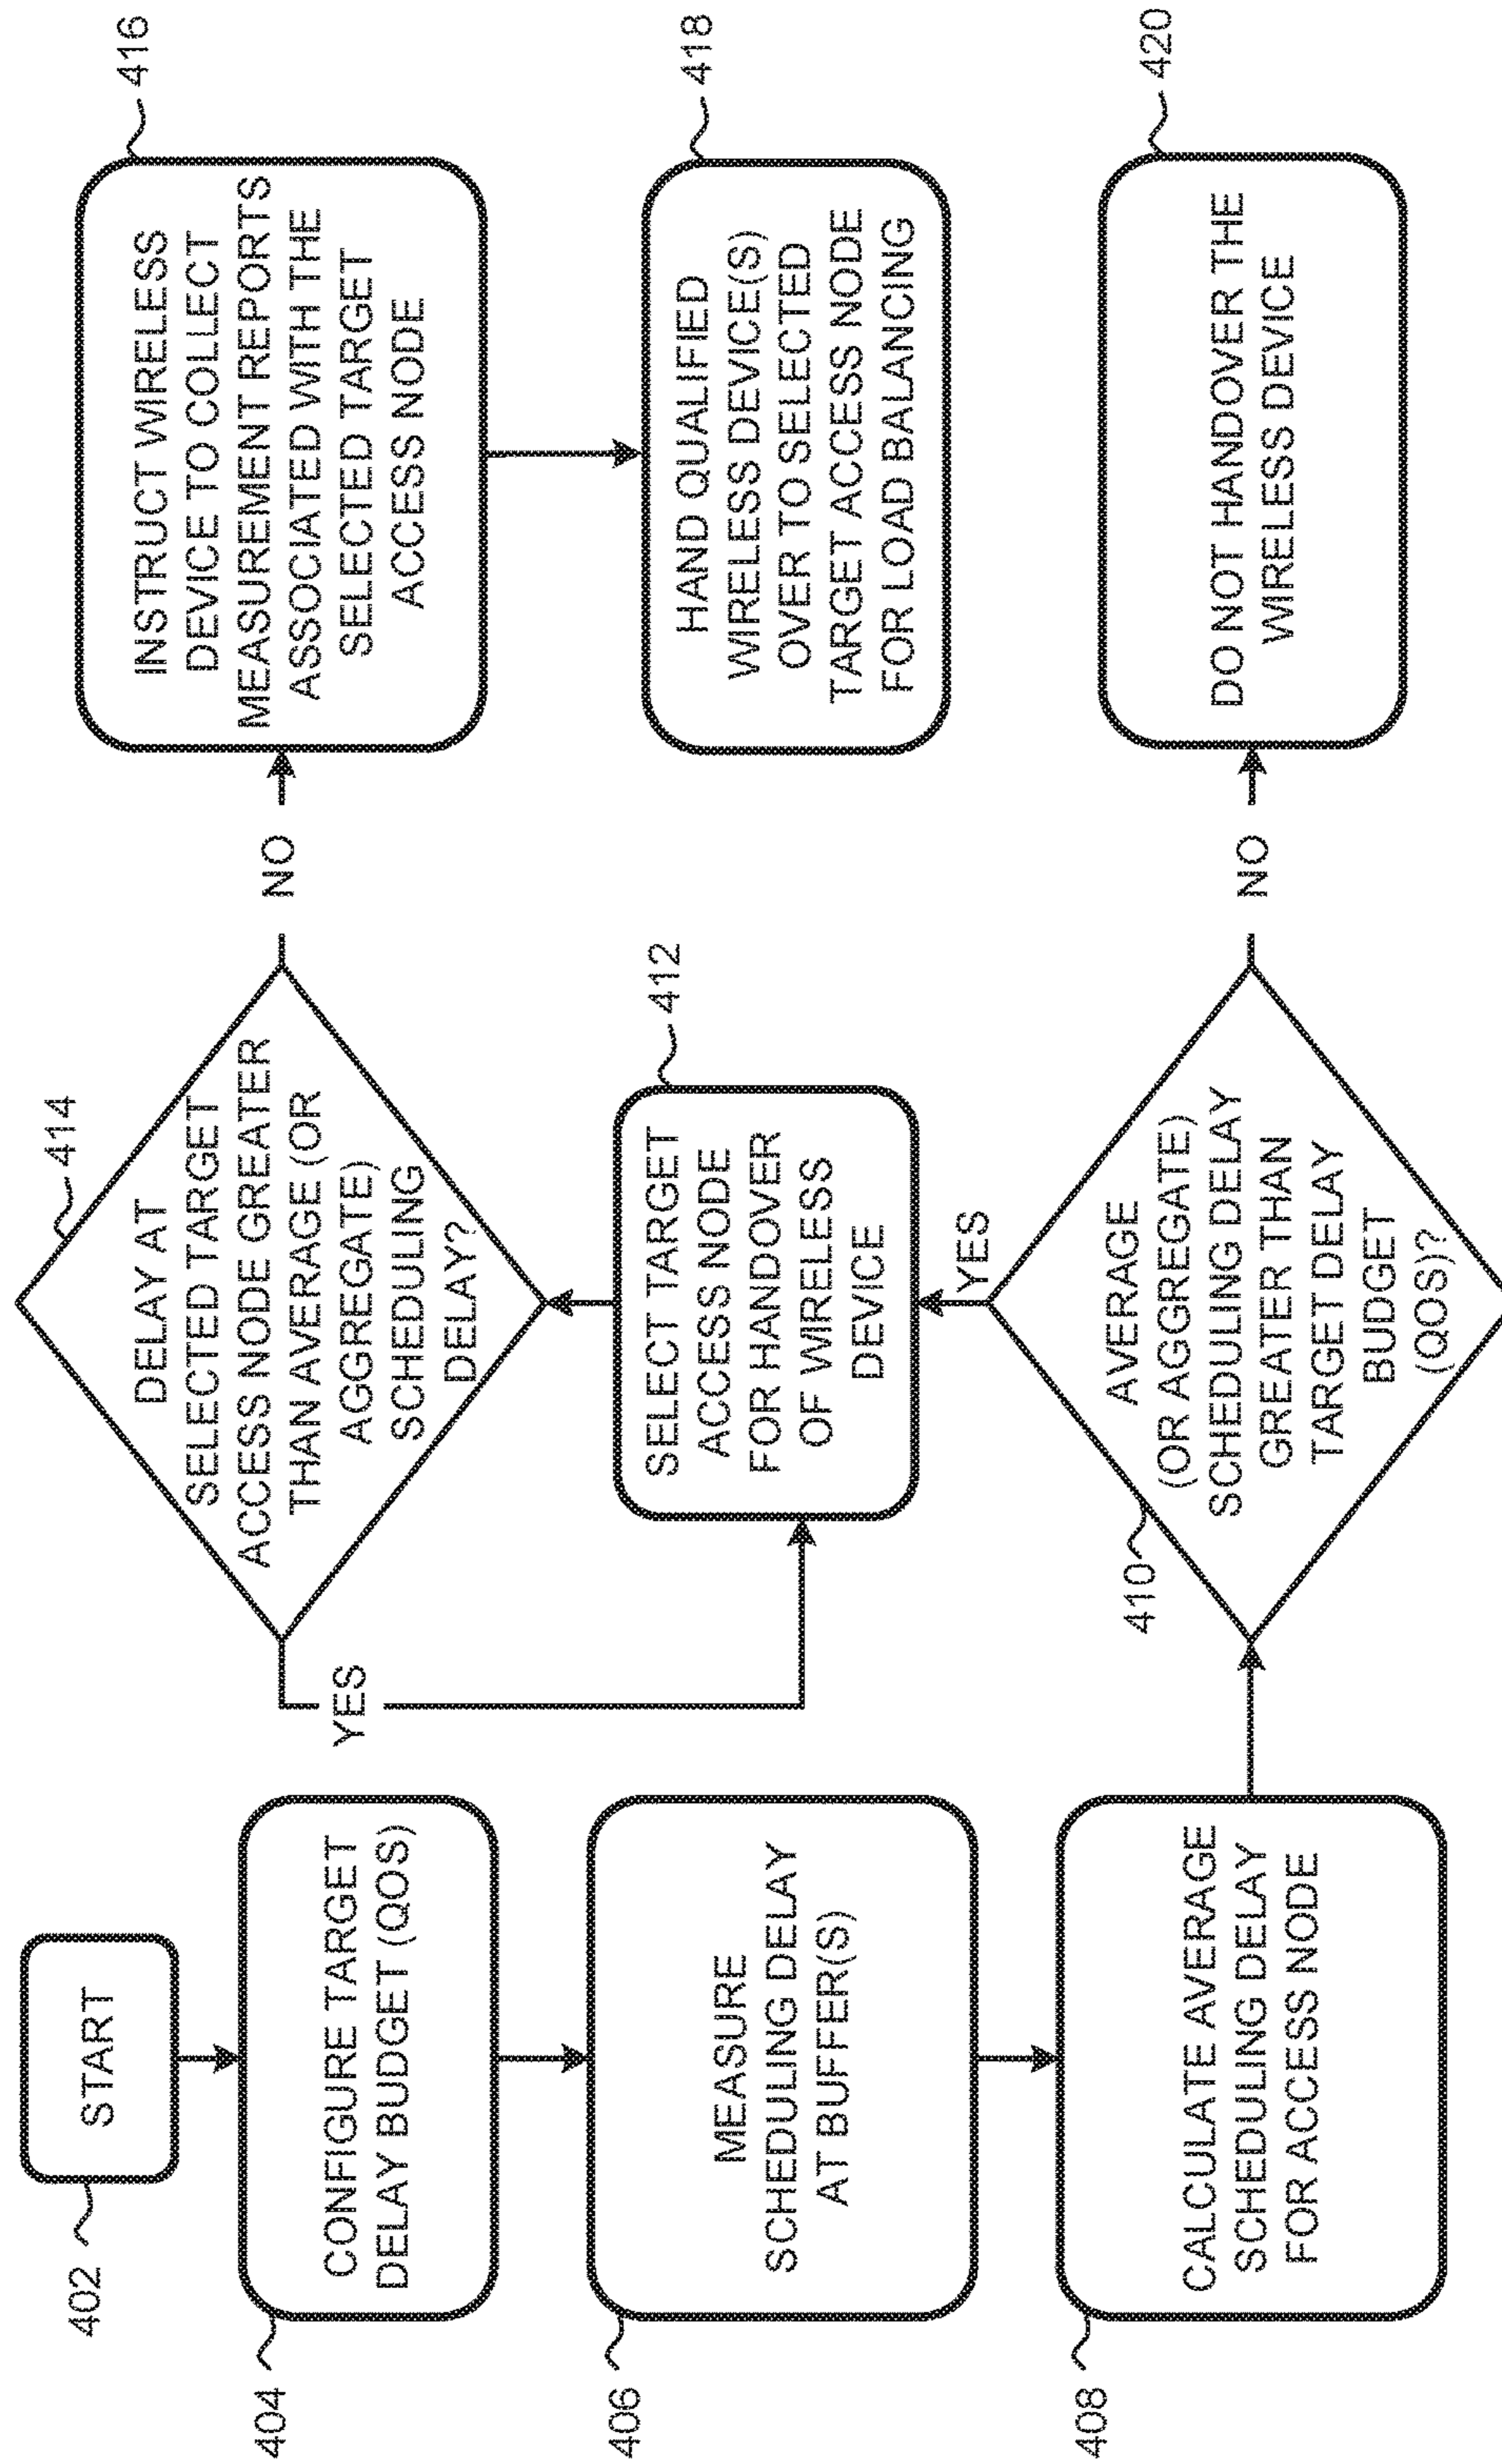 402
START
404
CONFIGURE TARGET
DELAY BUDGET (QOS)
406
MEASURE
SCHEDULING DELAY
AT BUFFER(S)
408
CALCULATE AVERAGE
SCHEDULING DELAY
FOR ACCESS NODE
410
AVERAGE
(OR AGGREGATE)
SCHEDULING DELAY
GREATER THAN
TARGET DELAY
BUDGET
(QOS)?
YES
NO
412
SELECT TARGET
ACCESS NODE
FOR HANDOVER
OF WIRELESS
DEVICE
414
DELAY AT
SELECTED TARGET
ACCESS NODE GREATER
THAN AVERAGE (OR
AGGREGATE)
SCHEDULING
DELAY?
YES
NO
416
INSTRUCT WIRELESS
DEVICE TO COLLECT
MEASUREMENT REPORTS
ASSOCIATED WITH THE
SELECTED TARGET
ACCESS NODE
418
HAND QUALIFIED
WIRELESS DEVICE(S)
OVER TO SELECTED
TARGET ACCESS NODE
FOR LOAD BALANCING
420
DO NOT HANDOVER THE
WIRELESS DEVICE